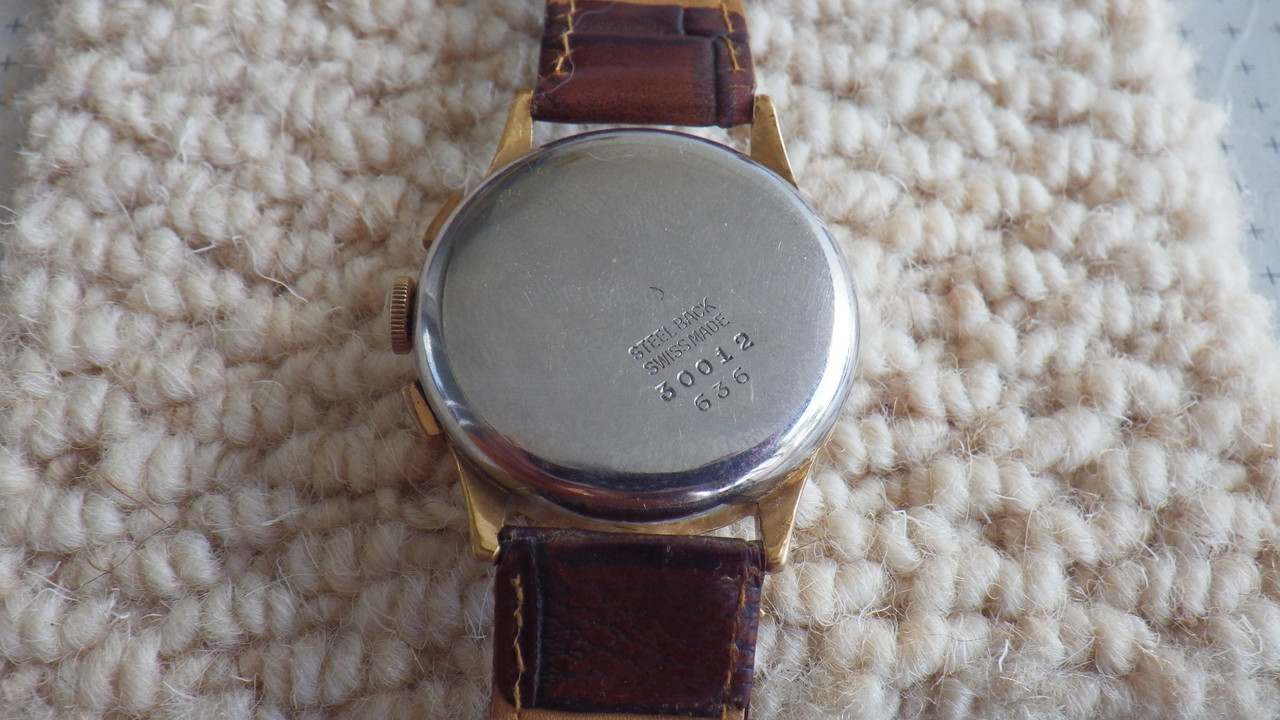 STEEL BACK
SWISS MADE
30012
636